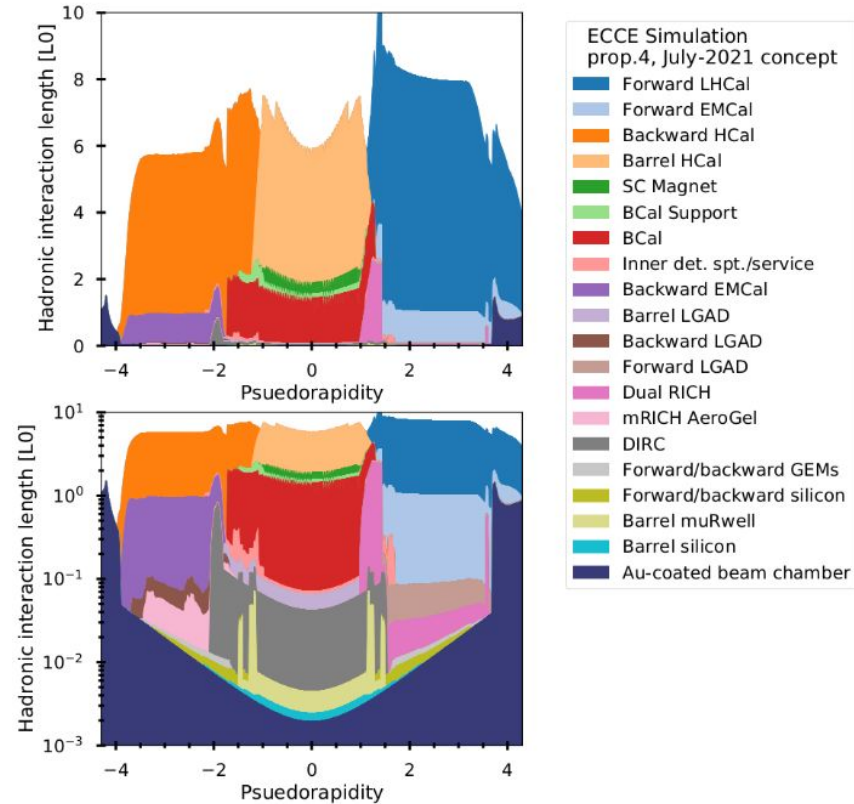 Hadronic interaction length [L0]
10
8
6
4
2
0
−4 −2 0 2 4
Psuedorapidity
Hadronic interaction length [L0]
10^1
10^0
10^−1
10^−2
10^−3
−4 −2 0 2 4
Psuedorapidity
ECCE Simulation
prop.4, July-2021 concept
Forward LHCal
Forward EMCal
Backward HCal
Barrel HCal
SC Magnet
BCal Support
BCal
Inner det. spt./service
Backward EMCal
Barrel LGAD
Backward LGAD
Forward LGAD
Dual RICH
mRICH AeroGel
DIRC
Forward/backward GEMs
Forward/backward silicon
Barrel muRwell
Barrel silicon
Au-coated beam chamber